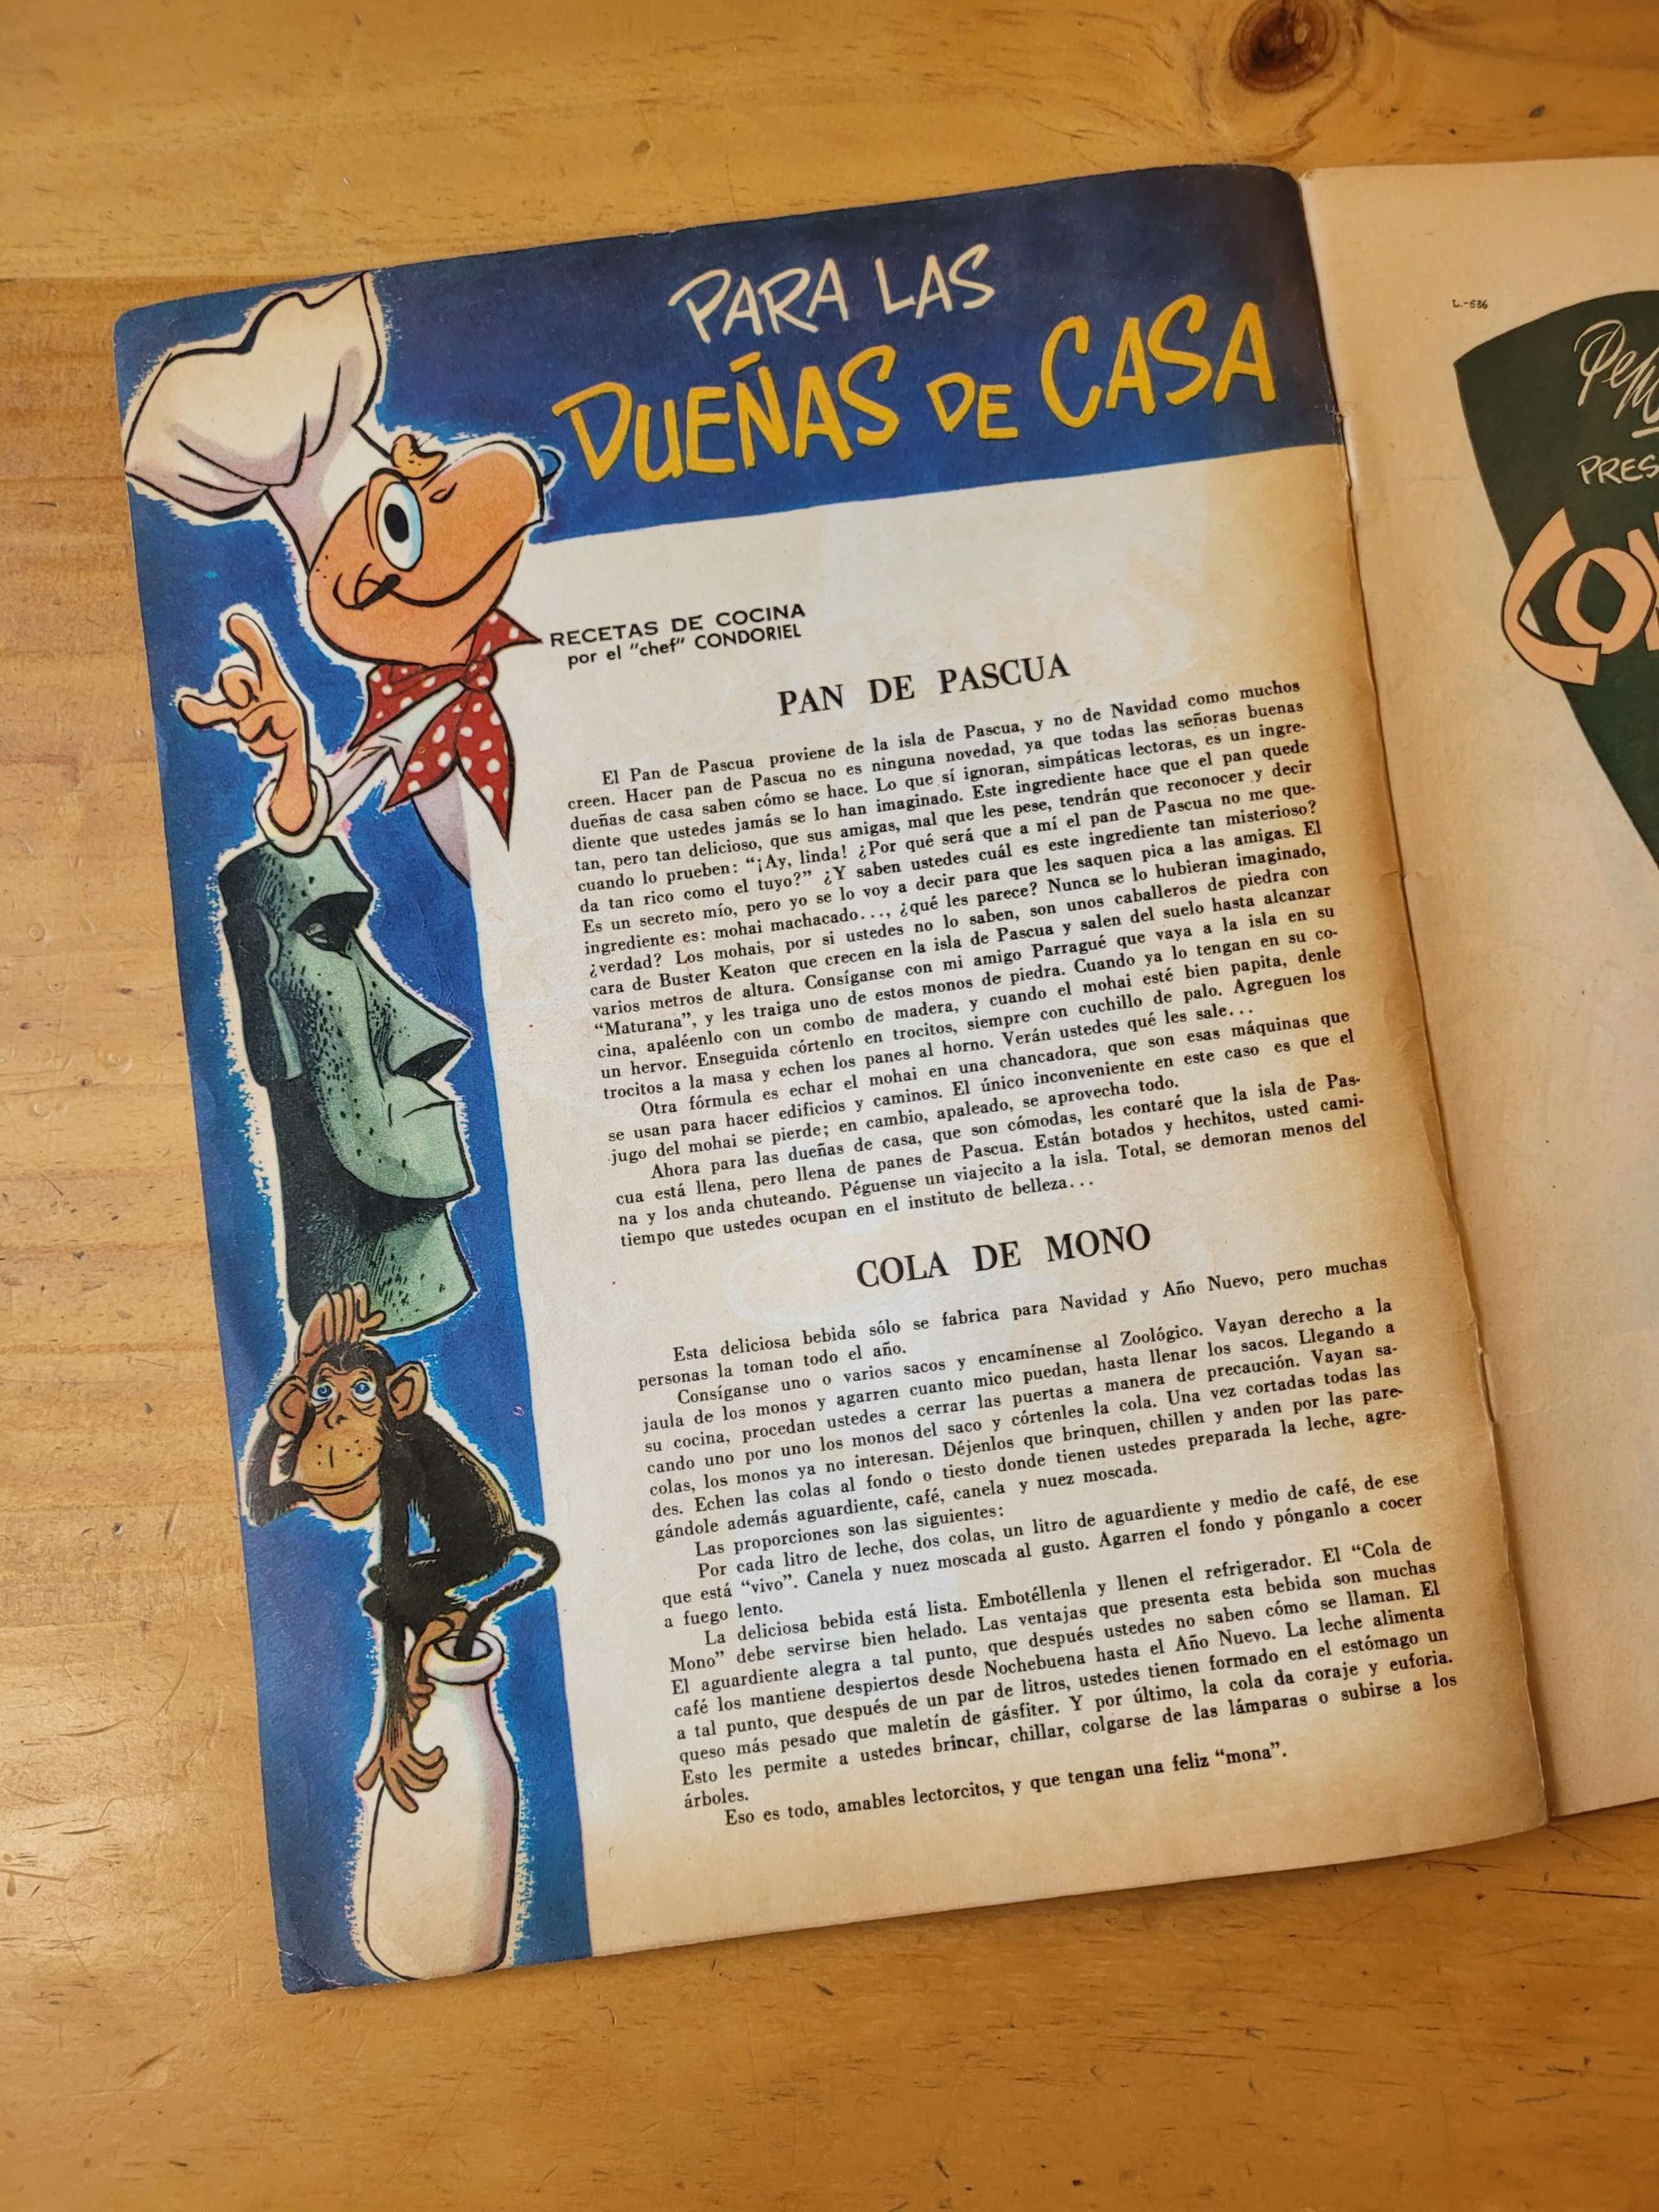 PARA LAS
DUEÑAS DE CASA
RECETAS DE COCINA
por el "chef" CONDORIEL
PAN DE PASCUA
El Pan de Pascua proviene de la isla de Pascua, y no de Navidad como muchos
creen. Hacer pan de Pascua no es ninguna novedad, ya que todas las señoras buenas
dueñas de casa saben cómo se hace. Lo que sí ignoran, simpáticas lectoras, es un ingre-
diente que ustedes jamás se lo han imaginado. Este ingrediente hace que el pan quede
tan, pero tan delicioso, que sus amigas, mal que les pese, tendrán que reconocer y decir
cuando lo prueben: "¡Ay, linda! ¿Por qué será que a mí el pan de Pascua no me que-
da tan rico como el tuyo?" ¿Y saben ustedes cuál es este ingrediente tan misterioso?
Es un secreto mío, pero yo se lo voy a decir para que les saquen pica a las amigas. El
ingrediente es: mohai machacado..., ¿qué les parece? Nunca se lo hubieran imaginado,
¿verdad? Los mohais, por si ustedes no lo saben, son unos caballeros de piedra con
cara de Buster Keaton que crecen en la isla de Pascua y salen del suelo hasta alcanzar
varios metros de altura. Consíganse con mi amigo Parragué que vaya a la isla en su
"Maturana", y les traiga uno de estos monos de piedra. Cuando ya lo tengan en su co-
cina, apaléenlo con un combo de madera, y cuando el mohai esté bien papita, denle
un hervor. Enseguida córtenlo en trocitos, siempre con cuchillo de palo. Agreguen los
trocitos a la masa y echen los panes al horno. Verán ustedes qué les sale...
Otra fórmula es echar el mohai en una chancadora, que son esas máquinas que
se usan para hacer edificios y caminos. El único inconveniente en este caso es que el
jugo del mohai se pierde; en cambio, apaleado, se aprovecha todo.
Ahora para las dueñas de casa, que son cómodas, les contaré que la isla de Pas-
cua está llena, pero llena de panes de Pascua. Están botados y hechitos, usted cami-
na y los anda chuteando. Péguense un viajecito a la isla. Total, se demoran menos del
tiempo que ustedes ocupan en el instituto de belleza...
COLA DE MONO
Esta deliciosa bebida sólo se fabrica para Navidad y Año Nuevo, pero muchas
personas la toman todo el año.
Consíganse uno o varios sacos y encamínense al Zoológico. Vayan derecho a la
jaula de los monos y agarren cuanto mico puedan, hasta llenar los sacos. Llegando a
su cocina, procedan ustedes a cerrar las puertas a manera de precaución. Vayan sa-
cando uno por uno los monos del saco y córtenles la cola. Una vez cortadas todas las
colas, los monos ya no interesan. Déjenlos que brinquen, chillen y anden por las pare-
des. Echen las colas al fondo o tiesto donde tienen ustedes preparada la leche, agre-
gándole además aguardiente, café, canela y nuez moscada.
Las proporciones son las siguientes:
Por cada litro de leche, dos colas, un litro de aguardiente y medio de café, de ese
que está "vivo". Canela y nuez moscada al gusto. Agarren el fondo y pónganlo a cocer
a fuego lento.
La deliciosa bebida está lista. Embotéllenla y llenen el refrigerador. El "Cola de
Mono" debe servirse bien helado. Las ventajas que presenta esta bebida son muchas
El aguardiente alegra a tal punto, que después ustedes no saben cómo se llaman. El
café los mantiene despiertos desde Nochebuena hasta el Año Nuevo. La leche alimenta
a tal punto, que después de un par de litros, ustedes tienen formado en el estómago un
queso más pesado que maletín de gásfiter. Y por último, la cola da coraje y euforia.
Esto les permite a ustedes brincar, chillar, colgarse de las lámparas o subirse a los
árboles.
Eso es todo, amables lectorcitos, y que tengan una feliz "mona".
L.-536
PRES